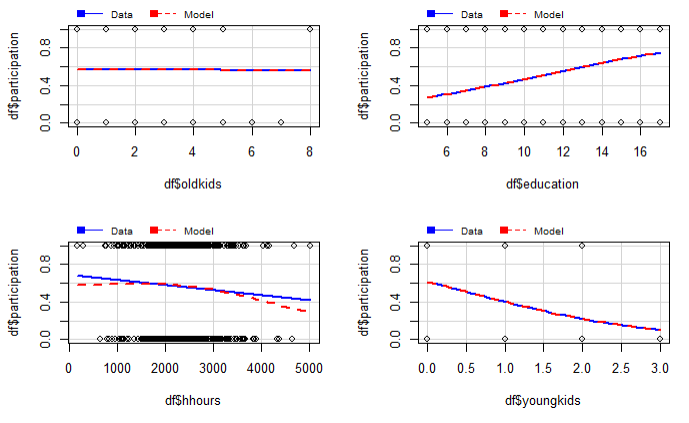 Data Model
df$participation
0.0 0.4 0.8
0 2 4 6 8
df$oldkids
Data Model
df$participation
0.0 0.4 0.8
6 8 10 12 14 16
df$education
Data Model
df$participation
0.0 0.4 0.8
0 1000 2000 3000 4000 5000
df$hhours
Data Model
df$participation
0.0 0.4 0.8
0.0 0.5 1.0 1.5 2.0 2.5 3.0
df$youngkids